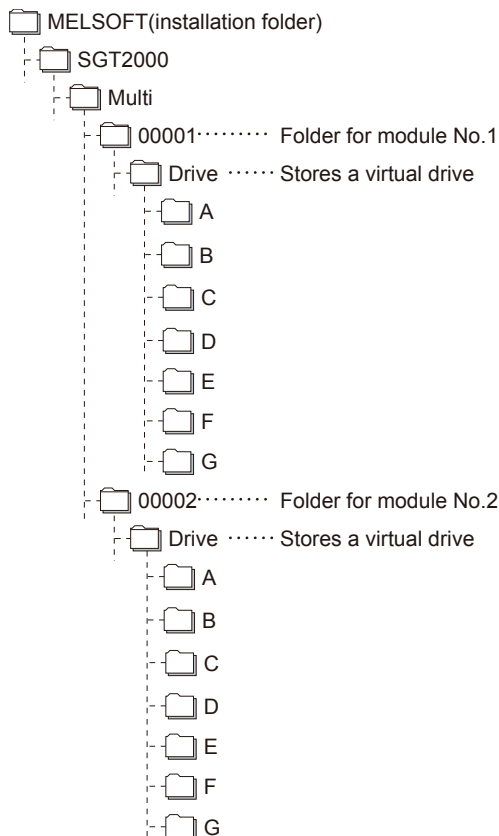 MELSOFT(installation folder)
SGT2000
Multi
00001········· Folder for module No.1
Drive ······ Stores a virtual drive
A
B
C
D
E
F
G
00002········· Folder for module No.2
Drive ······ Stores a virtual drive
A
B
C
D
E
F
G